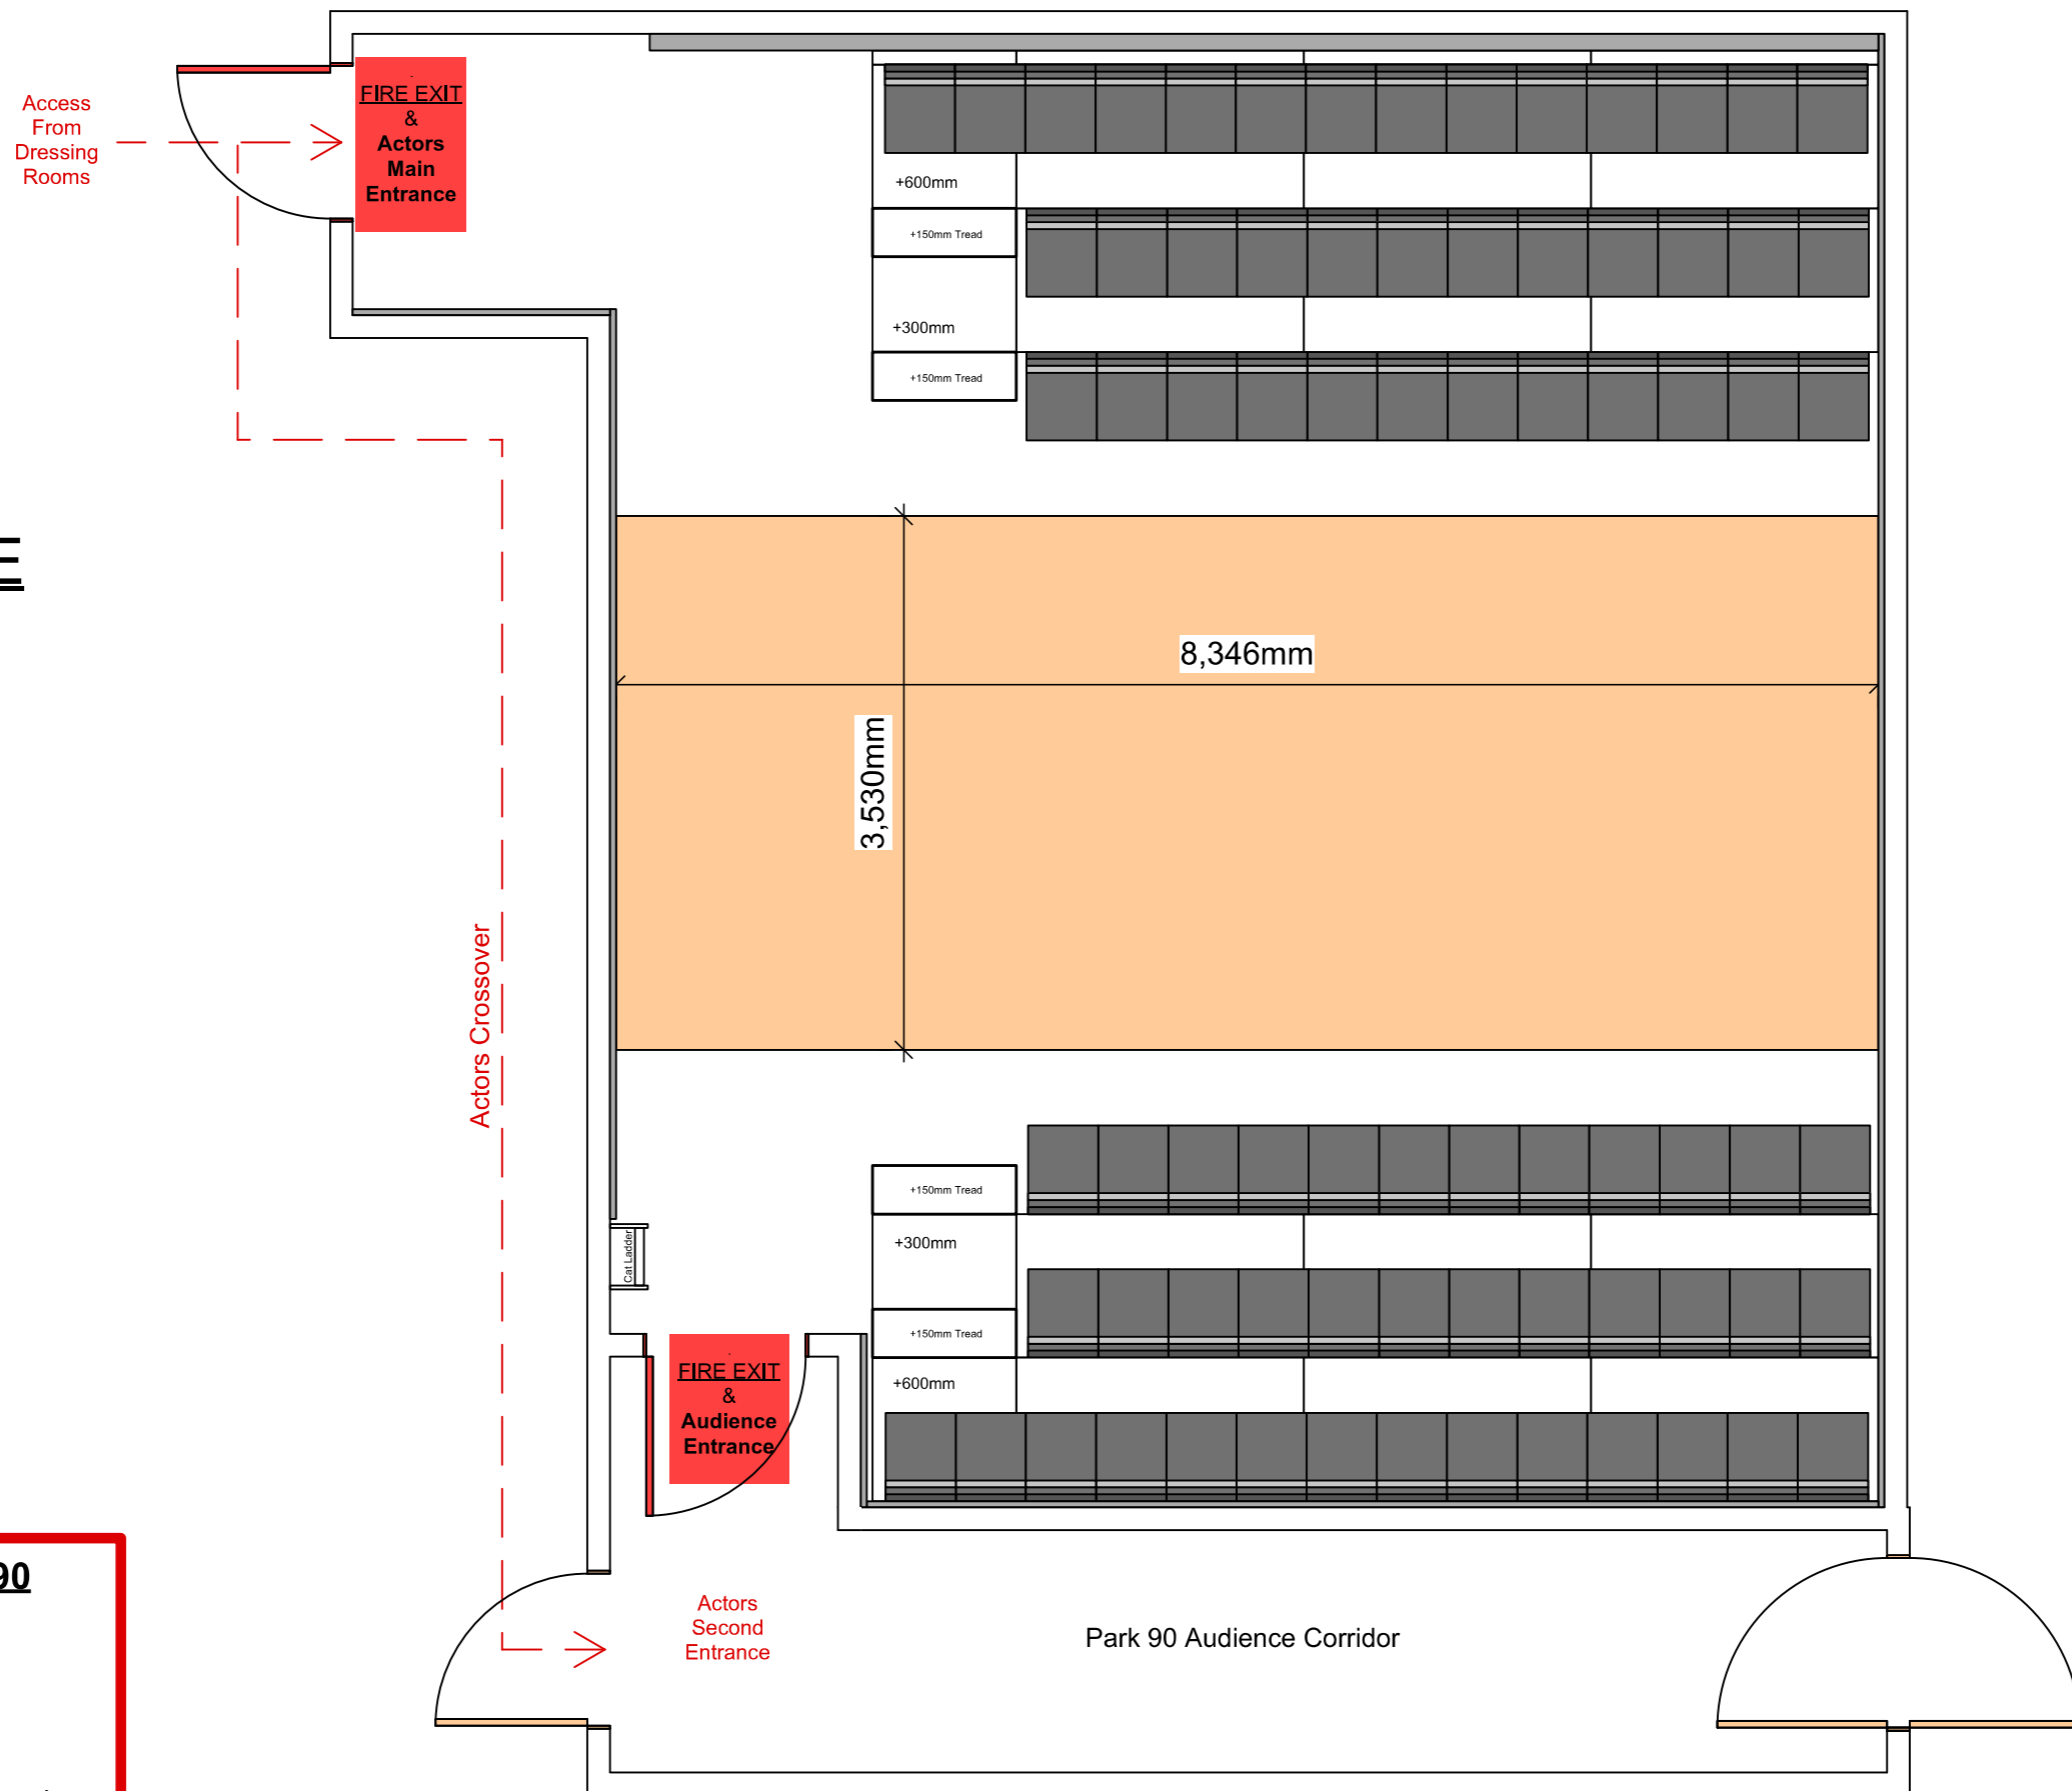 Access
From
Dressing
Rooms
FIRE EXIT
&
Actors
Main
Entrance
+600mm
+150mm Tread
+300mm
+150mm Tread
8,346mm
3,530mm
Actors Crossover
+150mm Tread
+300mm
Cat Ladder
+150mm Tread
FIRE EXIT
&
Audience
Entrance
+600mm
90
Actors
Second
Entrance
Park 90 Audience Corridor